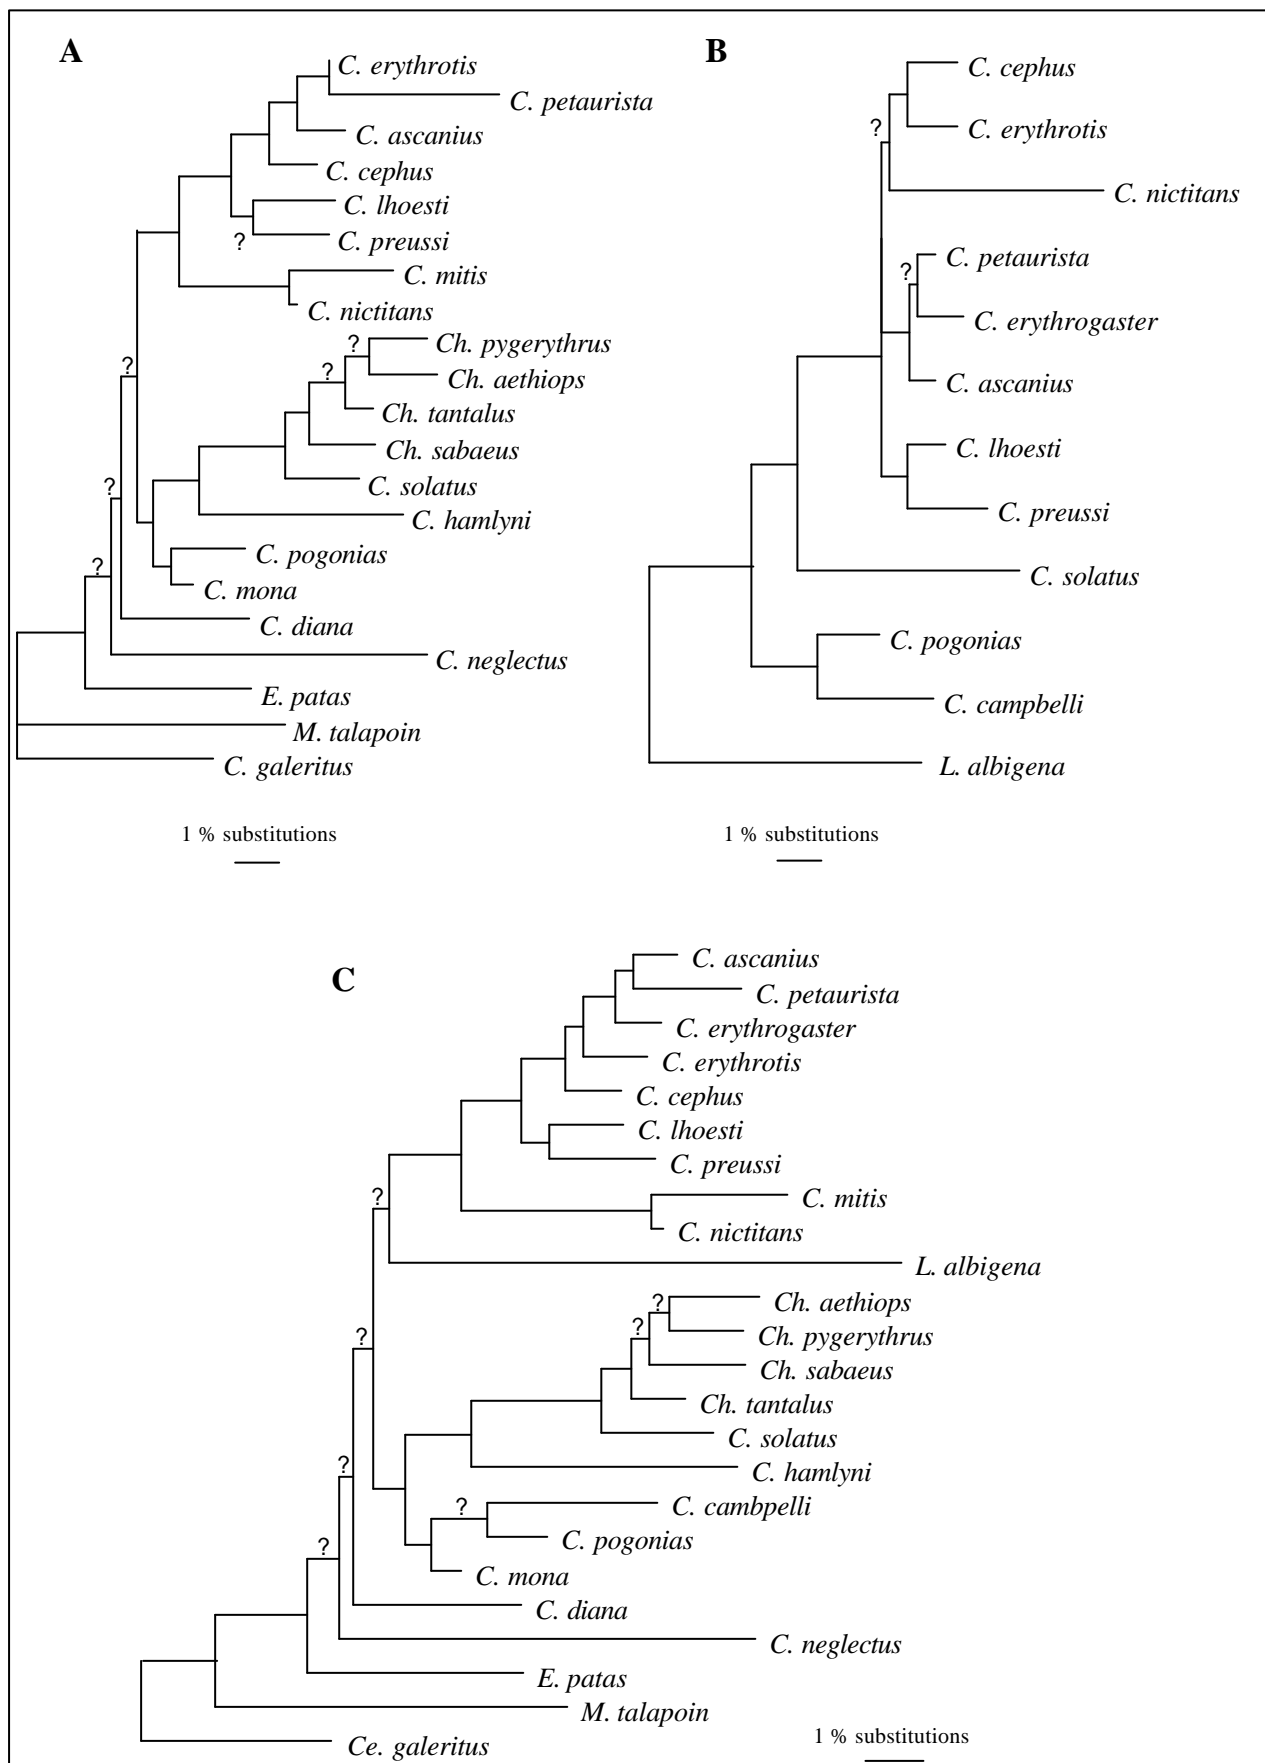 A
C. erythrotis
C. petaurista
C. ascanius
C. cephus
C. lhoesti
?
C. preussi
C. mitis
C. nictitans
?
Ch. pygerythrus
?
Ch. aethiops
?
Ch. tantalus
Ch. sabaeus
?
C. solatus
C. hamlyni
C. pogonias
?
C. mona
C. diana
C. neglectus
E. patas
M. talapoin
C. galeritus
1 % substitutions
B
C. cephus
?
C. erythrotis
C. nictitans
C. petaurista
?
C. erythrogaster
C. ascanius
C. lhoesti
C. preussi
C. solatus
C. pogonias
C. campbelli
L. albigena
1 % substitutions
C
C. ascanius
C. petaurista
C. erythrogaster
C. erythrotis
C. cephus
C. lhoesti
C. preussi
?
C. mitis
C. nictitans
L. albigena
?
Ch. aethiops
?
?
Ch. pygerythrus
Ch. sabaeus
Ch. tantalus
C. solatus
?
C. hamlyni
?
C. cambpelli
?
C. pogonias
C. mona
C. diana
C. neglectus
E. patas
M. talapoin
Ce. galeritus
1 % substitutions